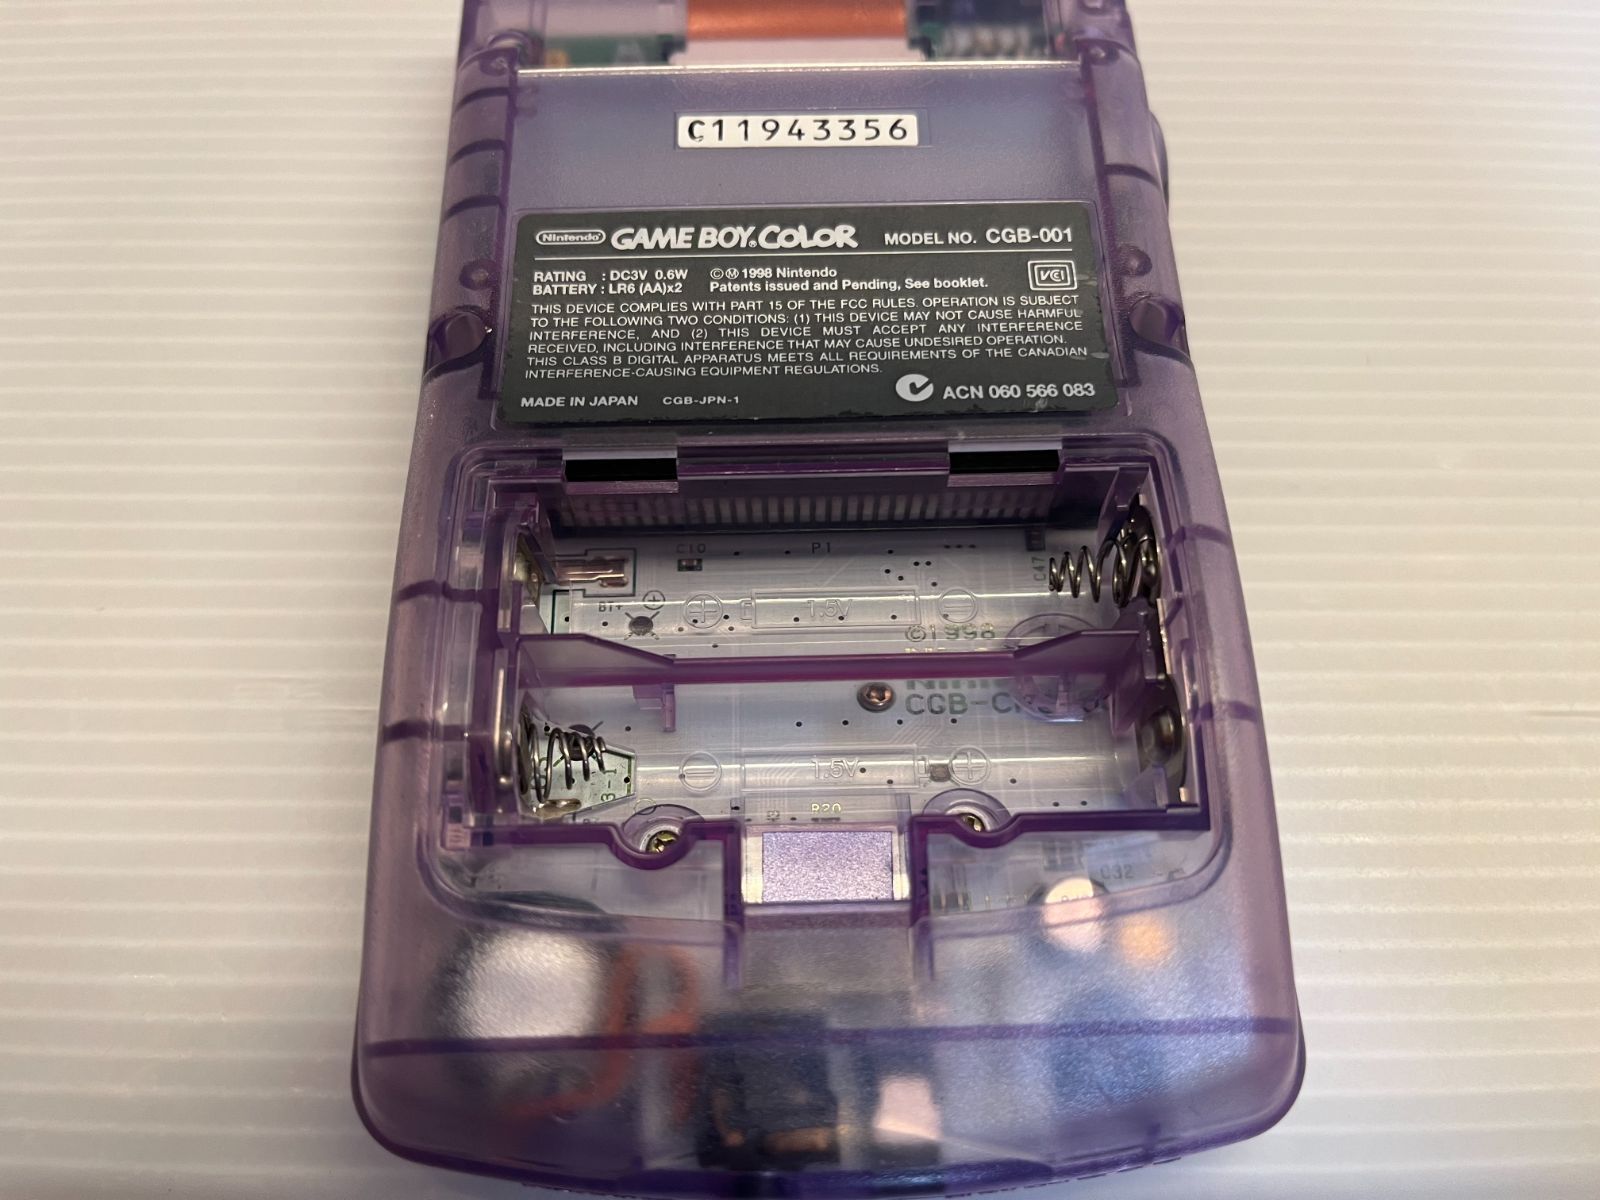 C11943356
Nintendo GAME BOY COLOR MODEL NO. CGB-001
RATING : DC3V 0.6W ©Ⓜ 1998 Nintendo
BATTERY : LR6 (AA)x2 Patents issued and Pending, See booklet.
VCI
THIS DEVICE COMPLIES WITH PART 15 OF THE FCC RULES. OPERATION IS SUBJECT
TO THE FOLLOWING TWO CONDITIONS: (1) THIS DEVICE MAY NOT CAUSE HARMFUL
INTERFERENCE, AND (2) THIS DEVICE MUST ACCEPT ANY INTERFERENCE
RECEIVED, INCLUDING INTERFERENCE THAT MAY CAUSE UNDESIRED OPERATION.
THIS CLASS B DIGITAL APPARATUS MEETS ALL REQUIREMENTS OF THE CANADIAN
INTERFERENCE-CAUSING EQUIPMENT REGULATIONS.
MADE IN JAPAN CGB-JPN-1 ACN 060 566 083
C10 P1
C47
BT+ + 1.5V −
©1998
− 1.5V +
R20